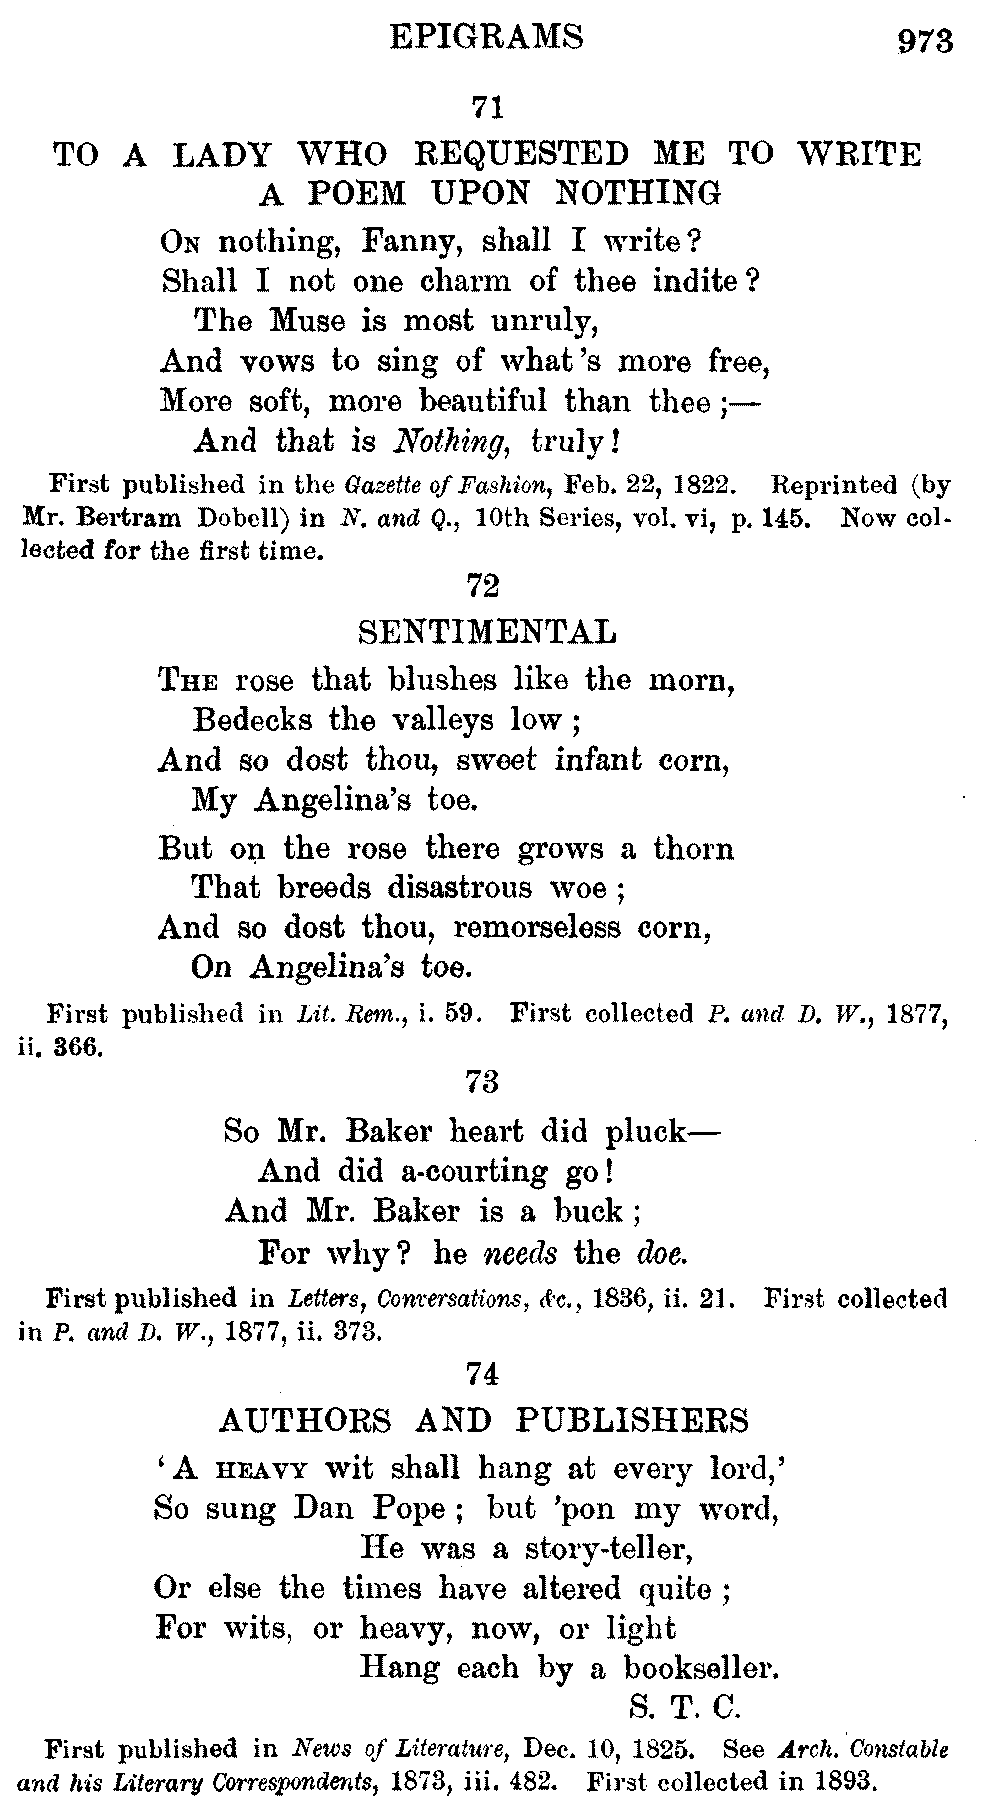 EPIGRAMS 973
71
TO A LADY WHO REQUESTED ME TO WRITE
A POEM UPON NOTHING
On nothing, Fanny, shall I write?
Shall I not one charm of thee indite?
The Muse is most unruly,
And vows to sing of what's more free,
More soft, more beautiful than thee;—
And that is Nothing, truly!
First published in the Gazette of Fashion, Feb. 22, 1822. Reprinted (by
Mr. Bertram Dobell) in N. and Q., 10th Series, vol. vi, p. 145. Now col-
lected for the first time.
72
SENTIMENTAL
The rose that blushes like the morn,
Bedecks the valleys low;
And so dost thou, sweet infant corn,
My Angelina's toe.
But on the rose there grows a thorn
That breeds disastrous woe;
And so dost thou, remorseless corn,
On Angelina's toe.
First published in Lit. Rem., i. 59. First collected P. and D. W., 1877,
ii. 366.
73
So Mr. Baker heart did pluck—
And did a-courting go!
And Mr. Baker is a buck;
For why? he needs the doe.
First published in Letters, Conversations, &c., 1836, ii. 21. First collected
in P. and D. W., 1877, ii. 373.
74
AUTHORS AND PUBLISHERS
'A HEAVY wit shall hang at every lord,'
So sung Dan Pope; but 'pon my word,
He was a story-teller,
Or else the times have altered quite;
For wits, or heavy, now, or light
Hang each by a bookseller.
S. T. C.
First published in News of Literature, Dec. 10, 1825. See Arch. Constable
and his Literary Correspondents, 1873, iii. 482. First collected in 1893.